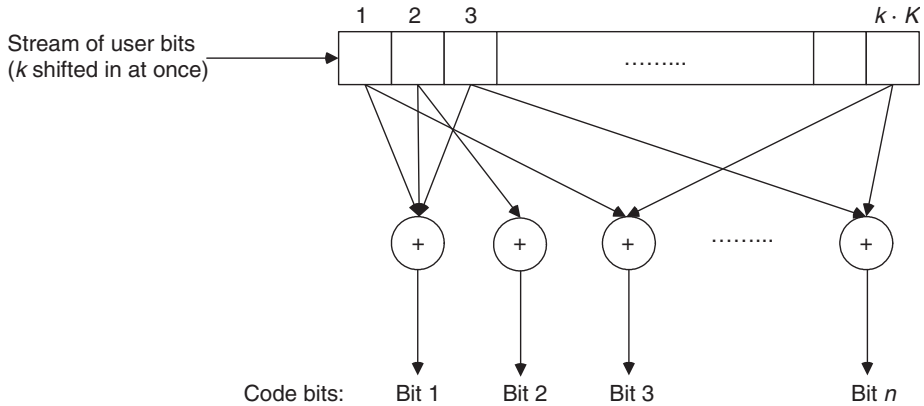 1 2 3 k · K
Stream of user bits
(k shifted in at once)
.........
+ + + ......... +
Code bits: Bit 1 Bit 2 Bit 3 Bit n